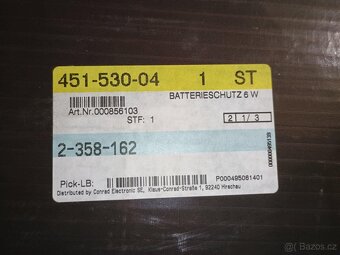 451-530-04 1 ST
BATTERIESCHUTZ 6 W
Art.Nr.000856103
STF: 1
2 1/3
2-358-162
Pick-LB:
P000495081401
Distributed by Conrad Electronic SE, Klaus-Conrad-Straße 1, 92240 Hirschau
bazos.cz